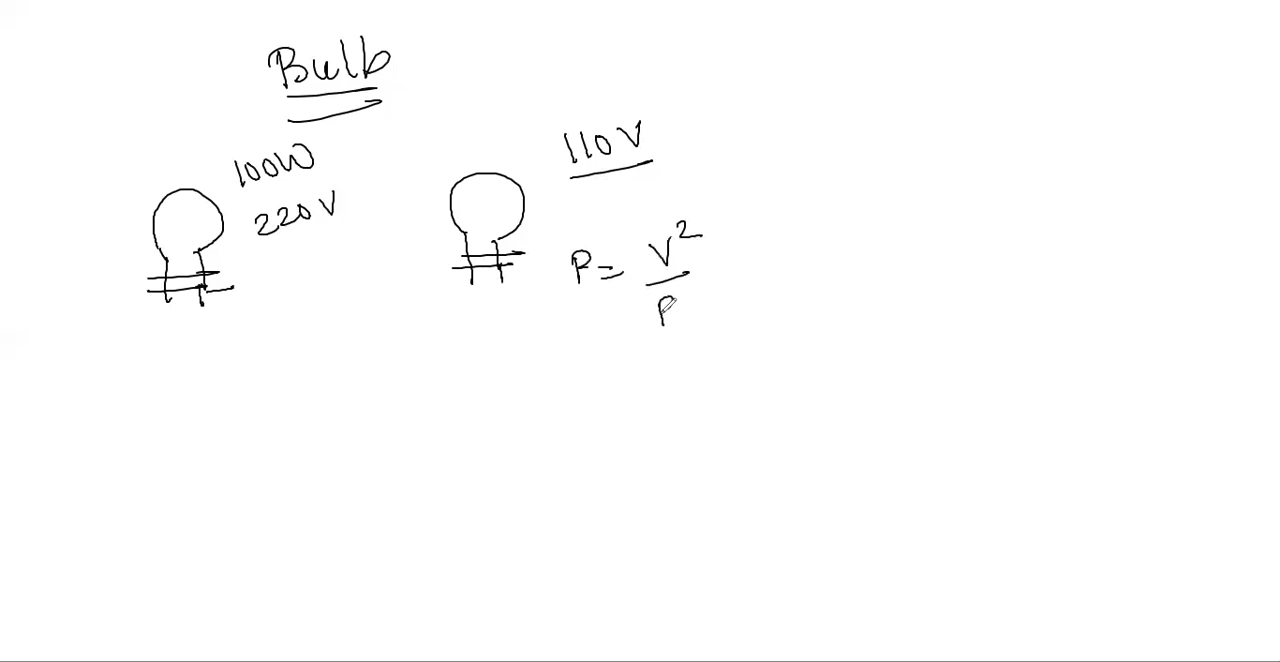 Bulb
100W
220V
110V
P = V²/P